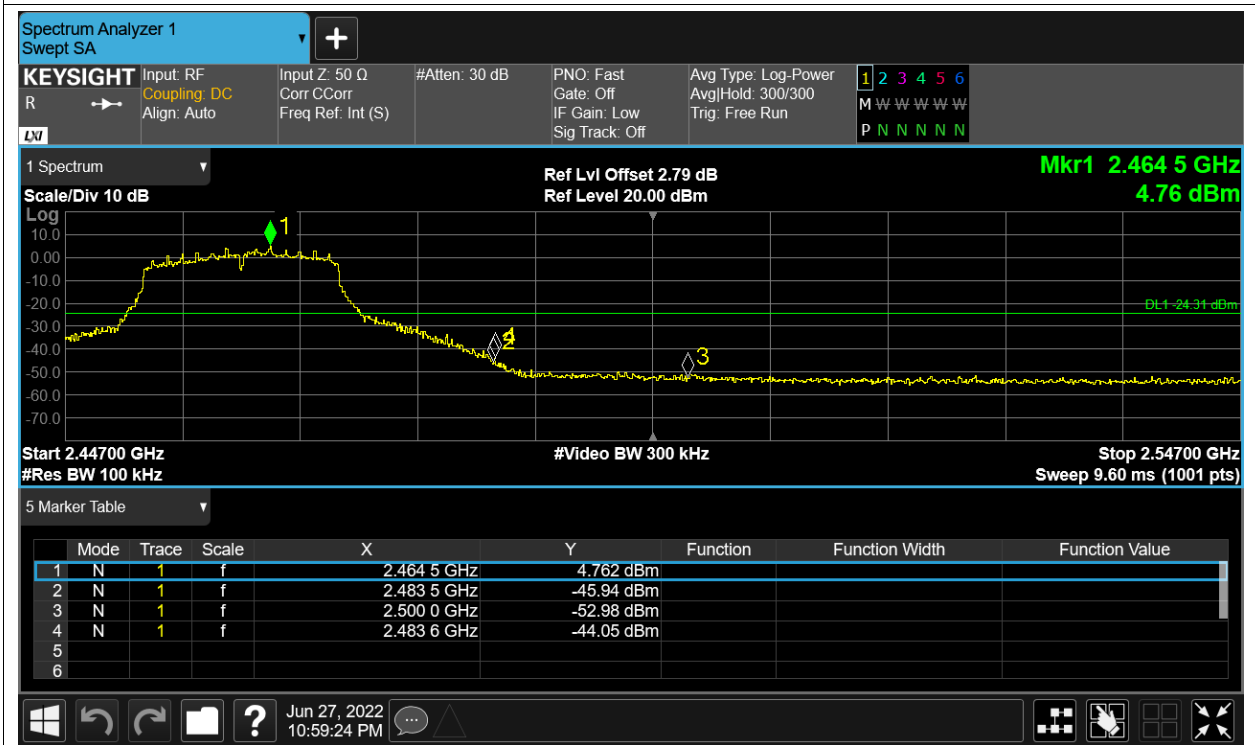 Spectrum Analyzer 1
Swept SA
KEYSIGHT
R
LXI
Input: RF
Coupling: DC
Align: Auto
Input Z: 50 Ω
Corr CCorr
Freq Ref: Int (S)
#Atten: 30 dB
PNO: Fast
Gate: Off
IF Gain: Low
Sig Track: Off
Avg Type: Log-Power
Avg|Hold: 300/300
Trig: Free Run
1 2 3 4 5 6
M W W W W W
P N N N N N
1 Spectrum
Scale/Div 10 dB
Ref Lvl Offset 2.79 dB
Ref Level 20.00 dBm
Mkr1 2.464 5 GHz
4.76 dBm
Log
10.0
0.00
-10.0
-20.0
-30.0
-40.0
-50.0
-60.0
-70.0
1
4
2
3
DL1 -24.31 dBm
Start 2.44700 GHz
#Video BW 300 kHz
Stop 2.54700 GHz
#Res BW 100 kHz
Sweep 9.60 ms (1001 pts)
5 Marker Table
Mode Trace Scale X Y Function Function Width Function Value
1 N 1 f 2.464 5 GHz 4.762 dBm
2 N 1 f 2.483 5 GHz -45.94 dBm
3 N 1 f 2.500 0 GHz -52.98 dBm
4 N 1 f 2.483 6 GHz -44.05 dBm
5
6
?
Jun 27, 2022
10:59:24 PM